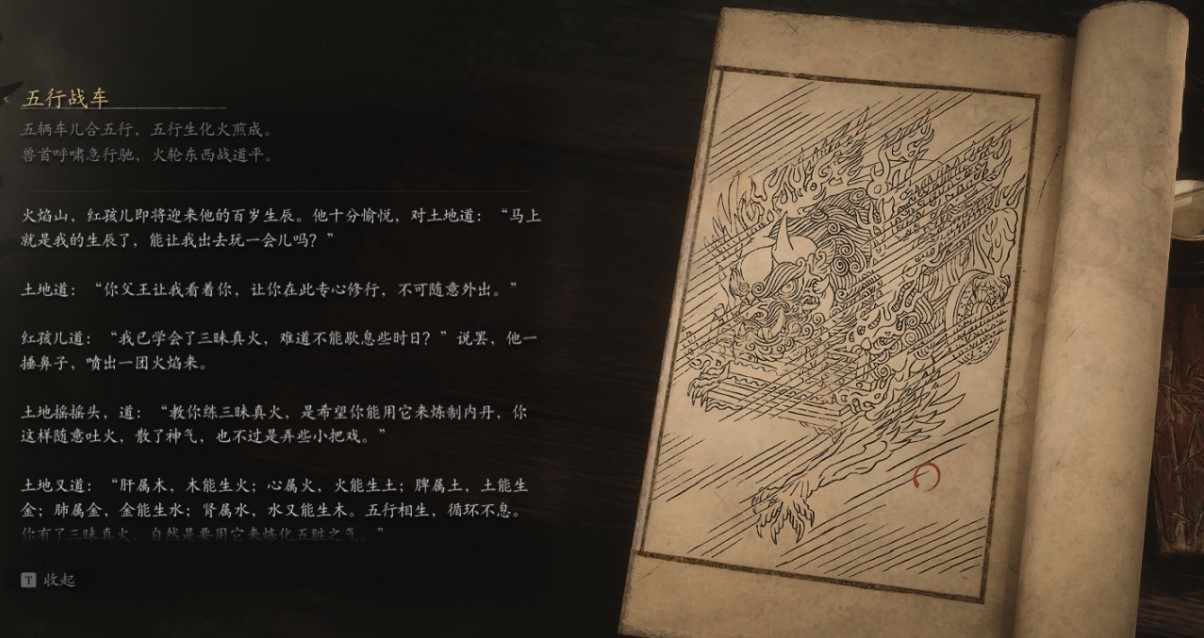 五行战车
五辆车儿合五行，五行生化火煎成。
兽首呼啸急行驰，火轮东西战道平。
火焰山，红孩儿即将迎来他的百岁生辰。他十分愉悦，对土地道：“马上
就是我的生辰了，能让我出去玩一会儿吗？”
土地道：“你父王让我看着你，让你在此专心修行，不可随意外出。”
红孩儿道：“我已学会了三昧真火，难道不能歇息些时日？”说罢，他一
捶鼻子，喷出一团火焰来。
土地摇摇头，道：“教你练三昧真火，是希望你能用它来炼制内丹，你
这样随意吐火，散了神气，也不过是弄些小把戏。”
土地又道：“肝属木，木能生火；心属火，火能生土；脾属土，土能生
金；肺属金，金能生水；肾属水，水又能生木。五行相生，循环不息。
你有了三昧真火，自然是要用它来炼化五脏之气。”
T 收起